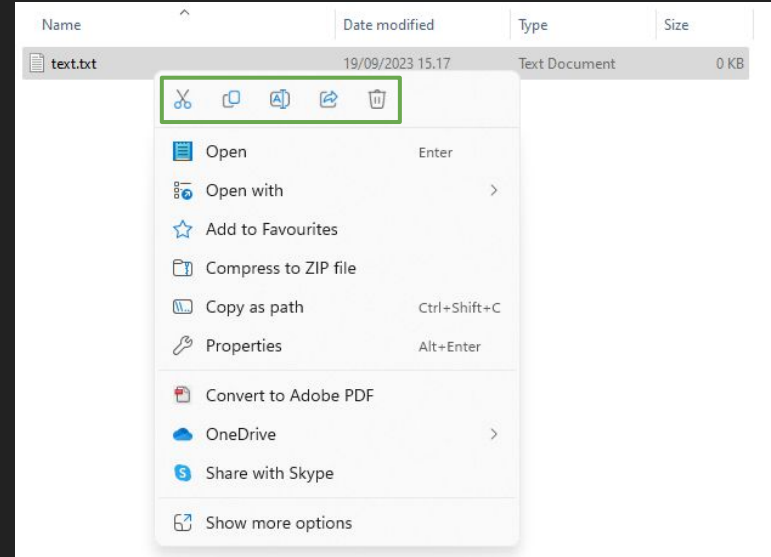 Name Date modified Type Size
text.txt 19/09/2023 15.17 Text Document 0 KB
Open Enter
Open with
Add to Favourites
Compress to ZIP file
Copy as path Ctrl+Shift+C
Properties Alt+Enter
Convert to Adobe PDF
OneDrive
Share with Skype
Show more options